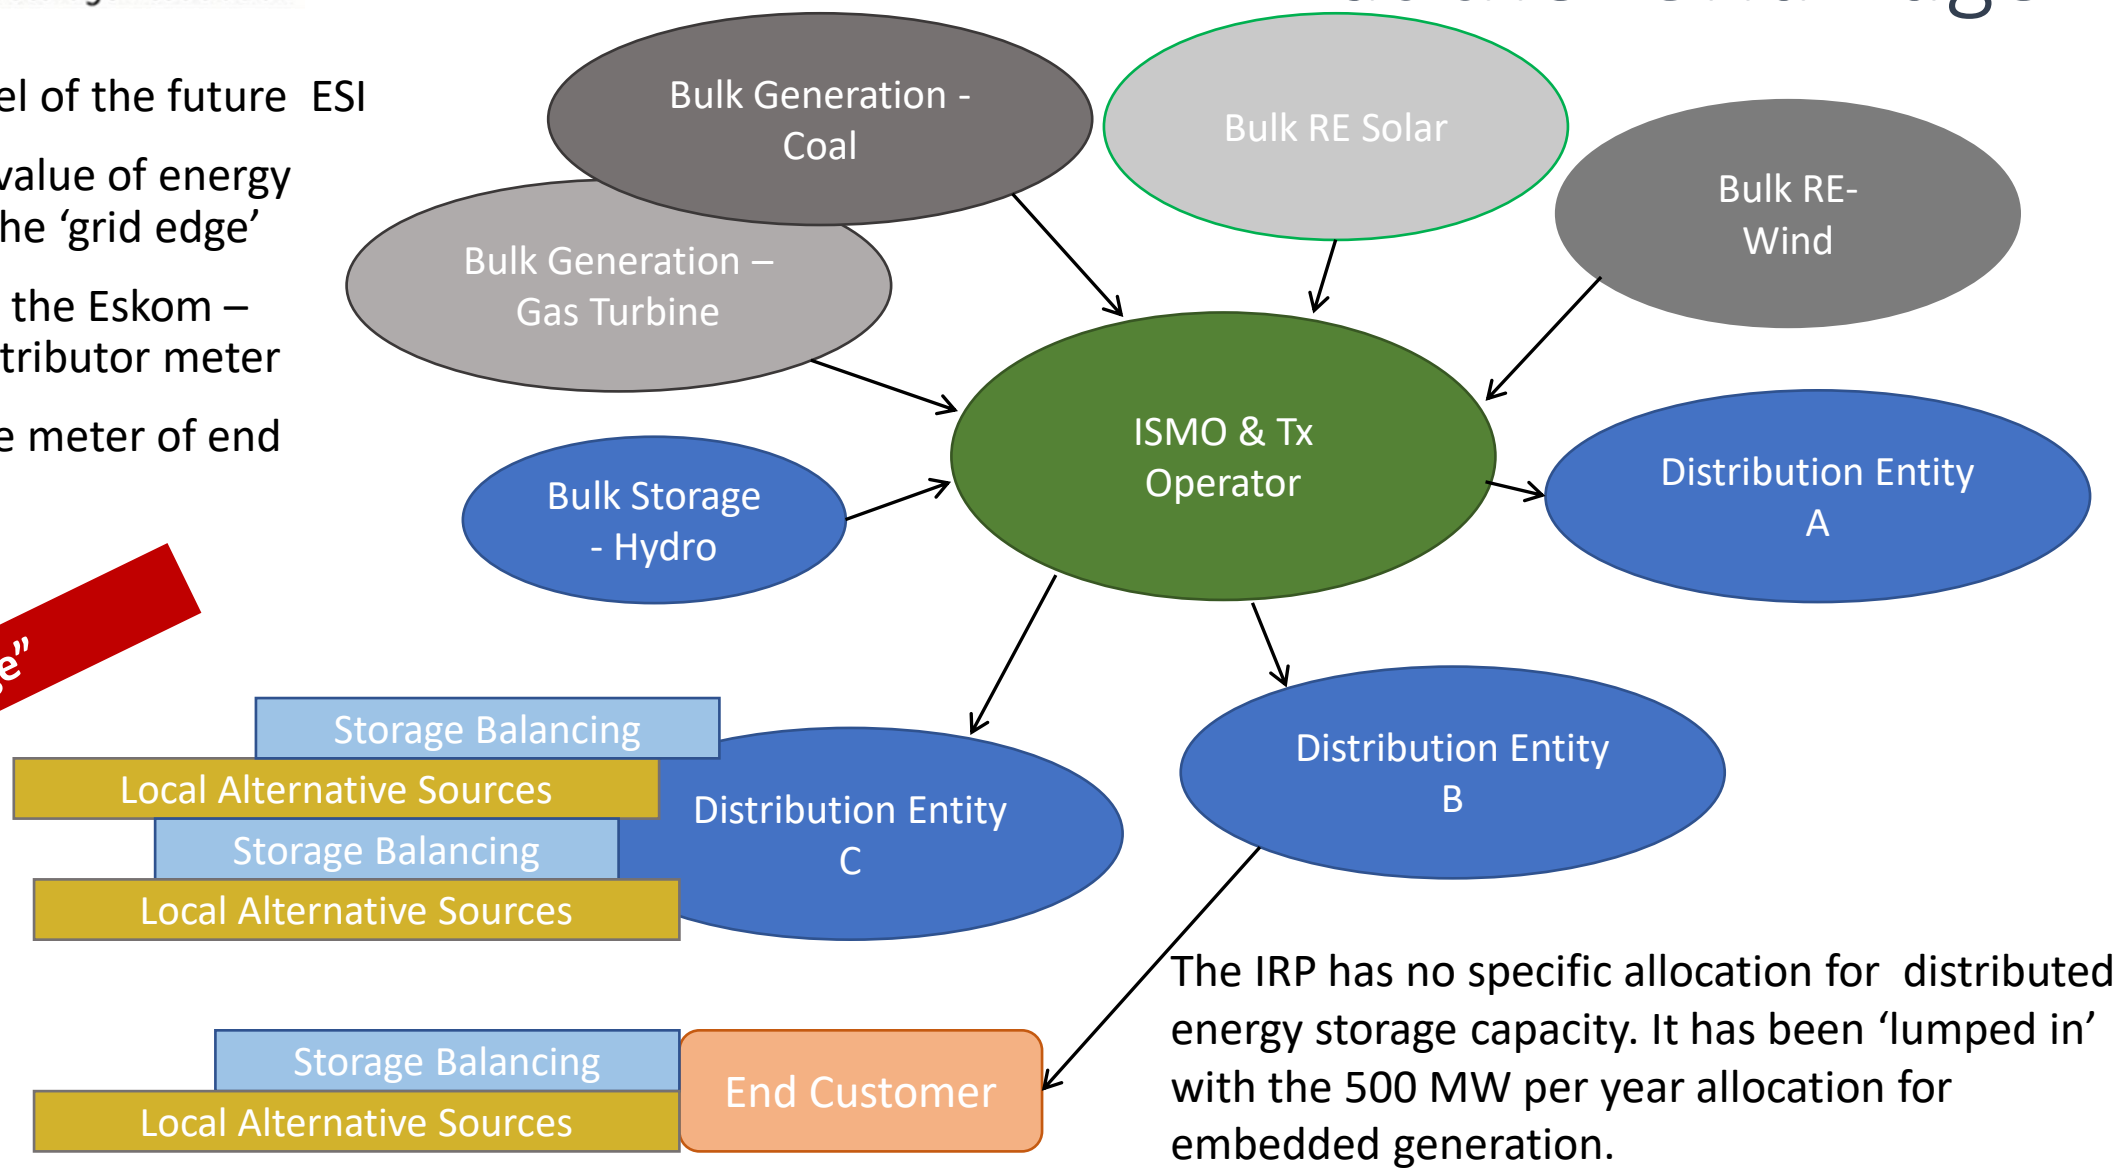 el of the future ESI
value of energy
he ‘grid edge’
the Eskom –
tributor meter
e meter of end
Bulk Generation -
Coal
Bulk RE Solar
Bulk RE-
Wind
Bulk Generation –
Gas Turbine
ISMO & Tx
Operator
Bulk Storage
- Hydro
Distribution Entity
A
Storage Balancing
Local Alternative Sources
Storage Balancing
Local Alternative Sources
Distribution Entity
C
Distribution Entity
B
Storage Balancing
Local Alternative Sources
End Customer
The IRP has no specific allocation for distributed
energy storage capacity. It has been ‘lumped in’
with the 500 MW per year allocation for
embedded generation.